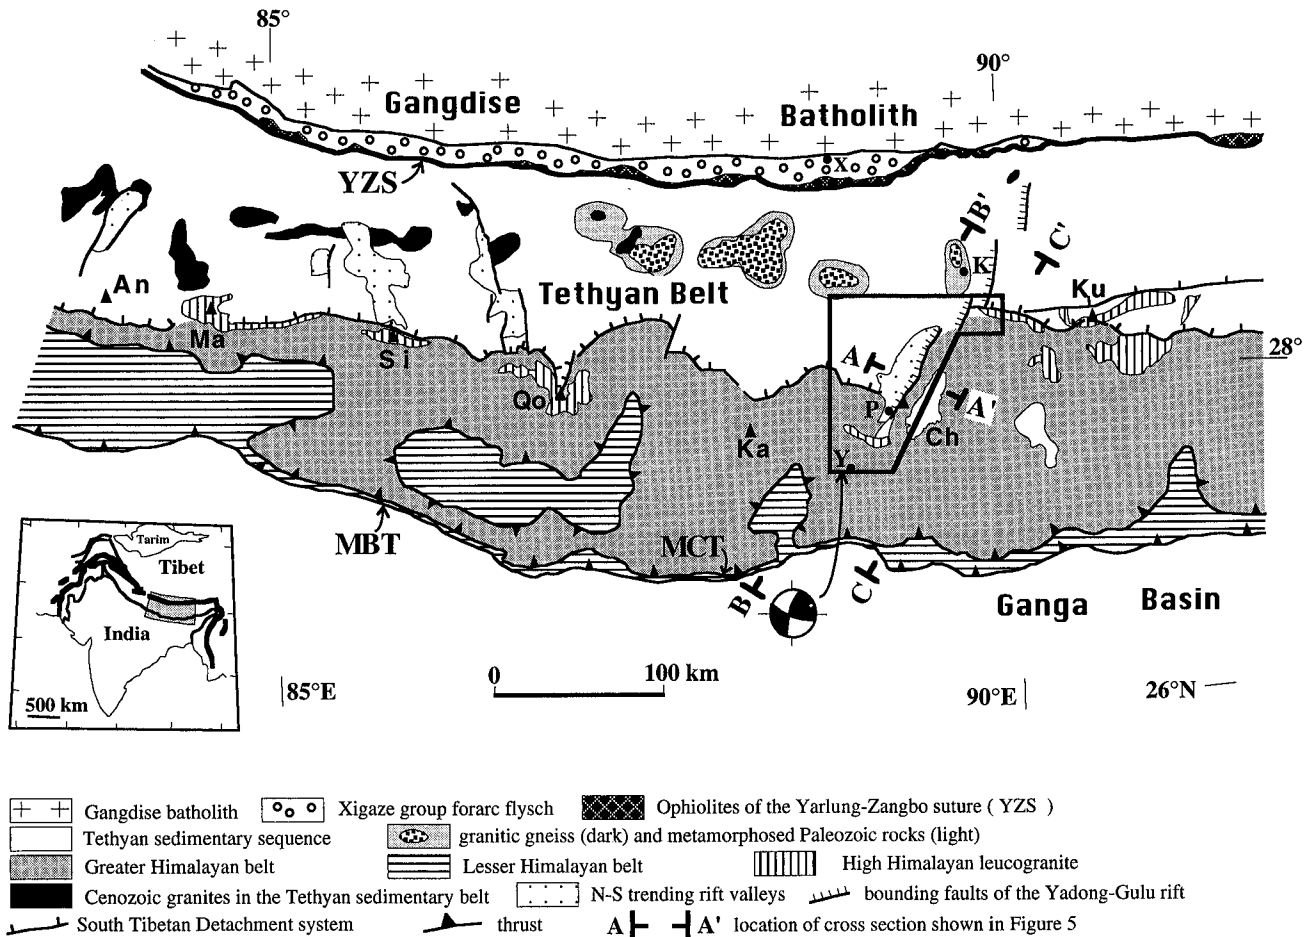 85°
90°
Gangdise Batholith
YZS
X
B'
C'
K
An
Tethyan Belt
Ku
Ma
Si
28°
A
Qo
P
A'
Ch
Ka
Y
MBT
MCT
Tarim
Tibet
India
B
C
Ganga Basin
0 100 km
85°E
90°E
26°N
500 km
Gangdise batholith
Xigaze group forarc flysch
Ophiolites of the Yarlung-Zangbo suture ( YZS )
Tethyan sedimentary sequence
granitic gneiss (dark) and metamorphosed Paleozoic rocks (light)
Greater Himalayan belt
Lesser Himalayan belt
High Himalayan leucogranite
Cenozoic granites in the Tethyan sedimentary belt
N-S trending rift valleys
bounding faults of the Yadong-Gulu rift
South Tibetan Detachment system
thrust
A A' location of cross section shown in Figure 5